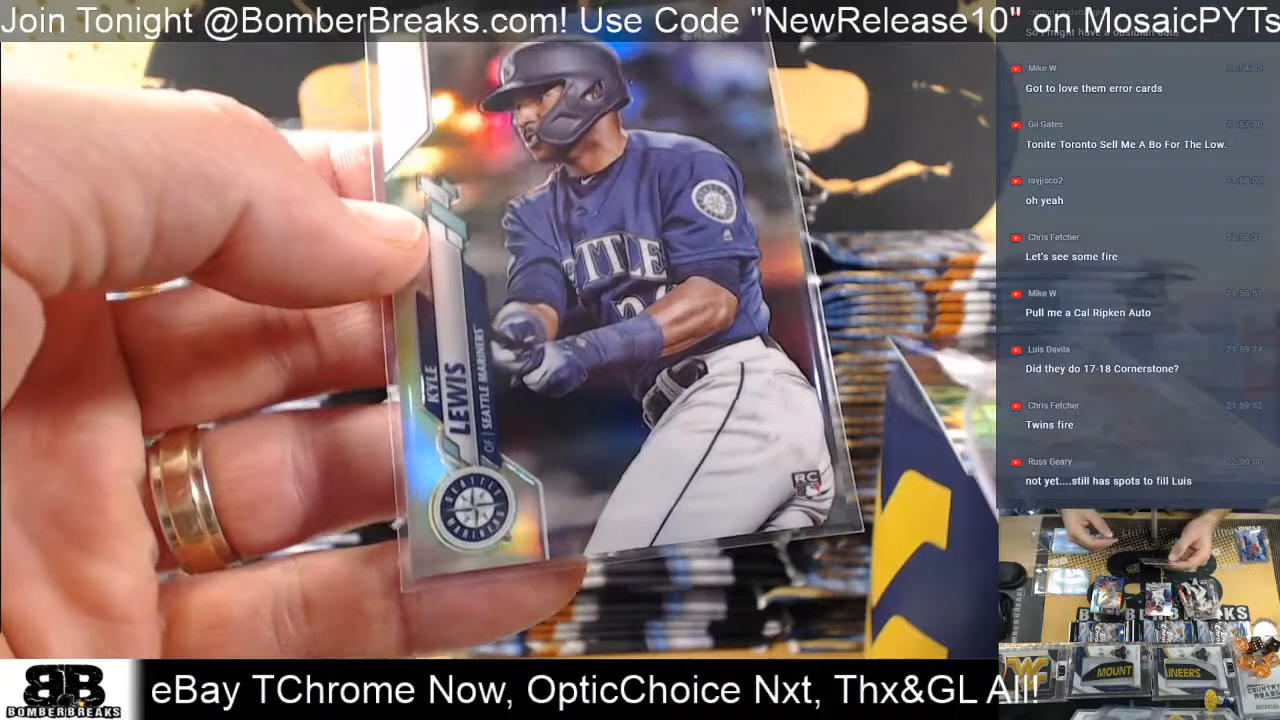 Join Tonight @BomberBreaks.com! Use Code "NewRelease10" on MosaicPYTs
Mike W
Got to love them error cards
Gil Gates
Tonite Toronto Sell Me A Bo For The Low.
rayjisco2
oh yeah
Chris Fetcher
Let's see some fire
Mike W
Pull me a Cal Ripken Auto
Luis Davila
Did they do 17-18 Cornerstone?
Chris Fetcher
Twins fire
Russ Geary
not yet....still has spots to fill Luis
KYLE
LEWIS
OF | SEATTLE MARINERS
SEATTLE
MARINERS
RC
MOUNT
INEERS
BB
BOMBERBREAKS
eBay TChrome Now, OpticChoice Nxt, Thx&GL All!